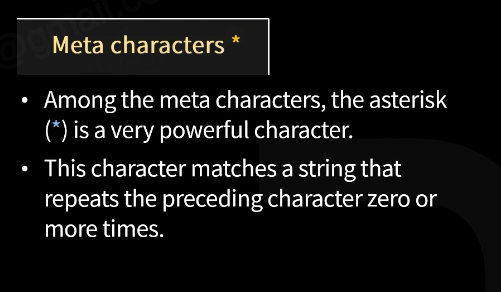 Meta characters *
• Among the meta characters, the asterisk
(*) is a very powerful character.
• This character matches a string that
repeats the preceding character zero or
more times.